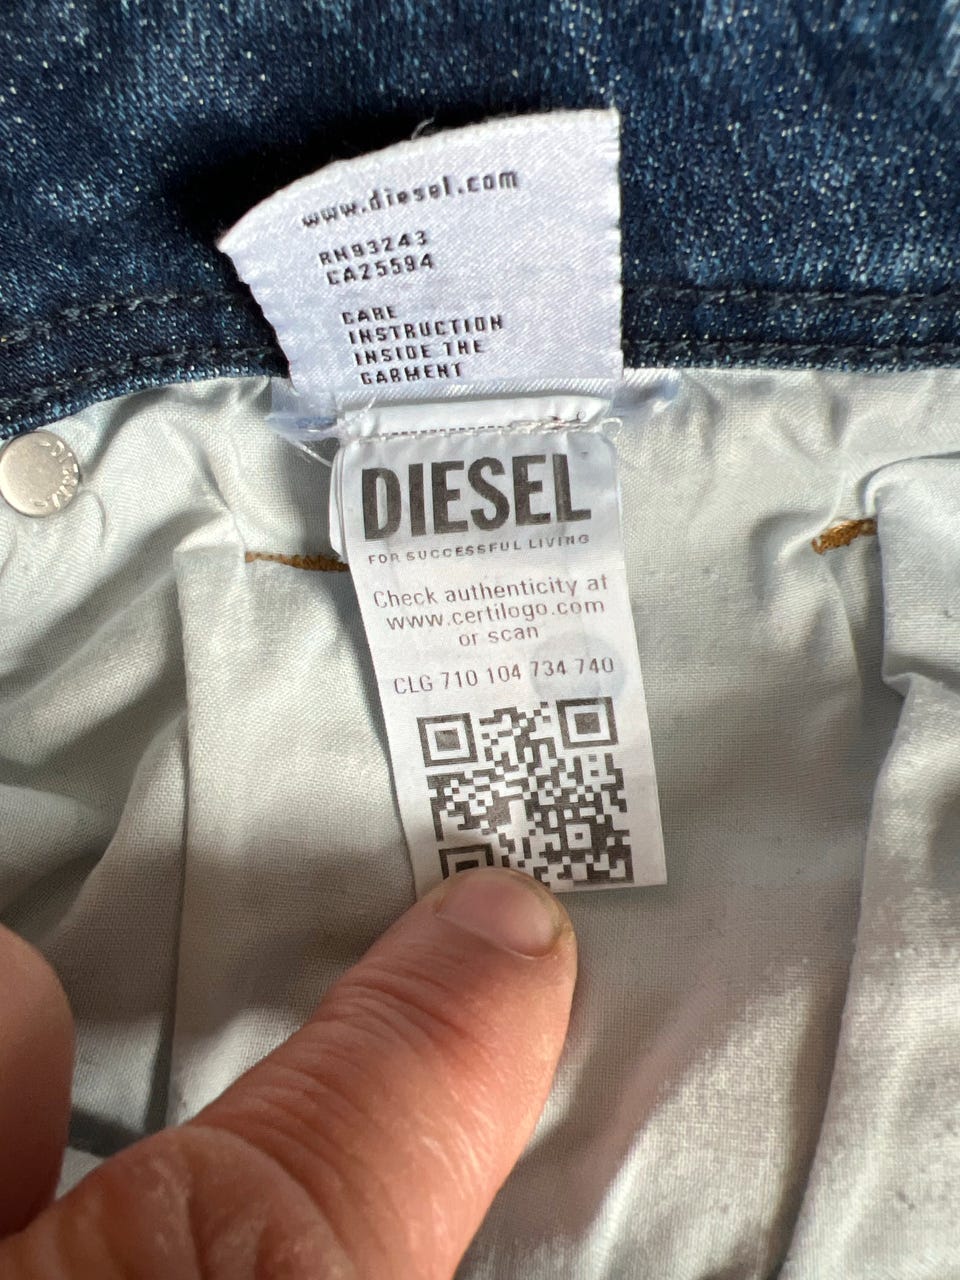 www.diesel.com
RN93243
CA25594
CARE
INSTRUCTION
INSIDE THE
GARMENT
DIESEL
FOR SUCCESSFUL LIVING
Check authenticity at
www.certilogo.com
or scan
CLG 710 104 734 740